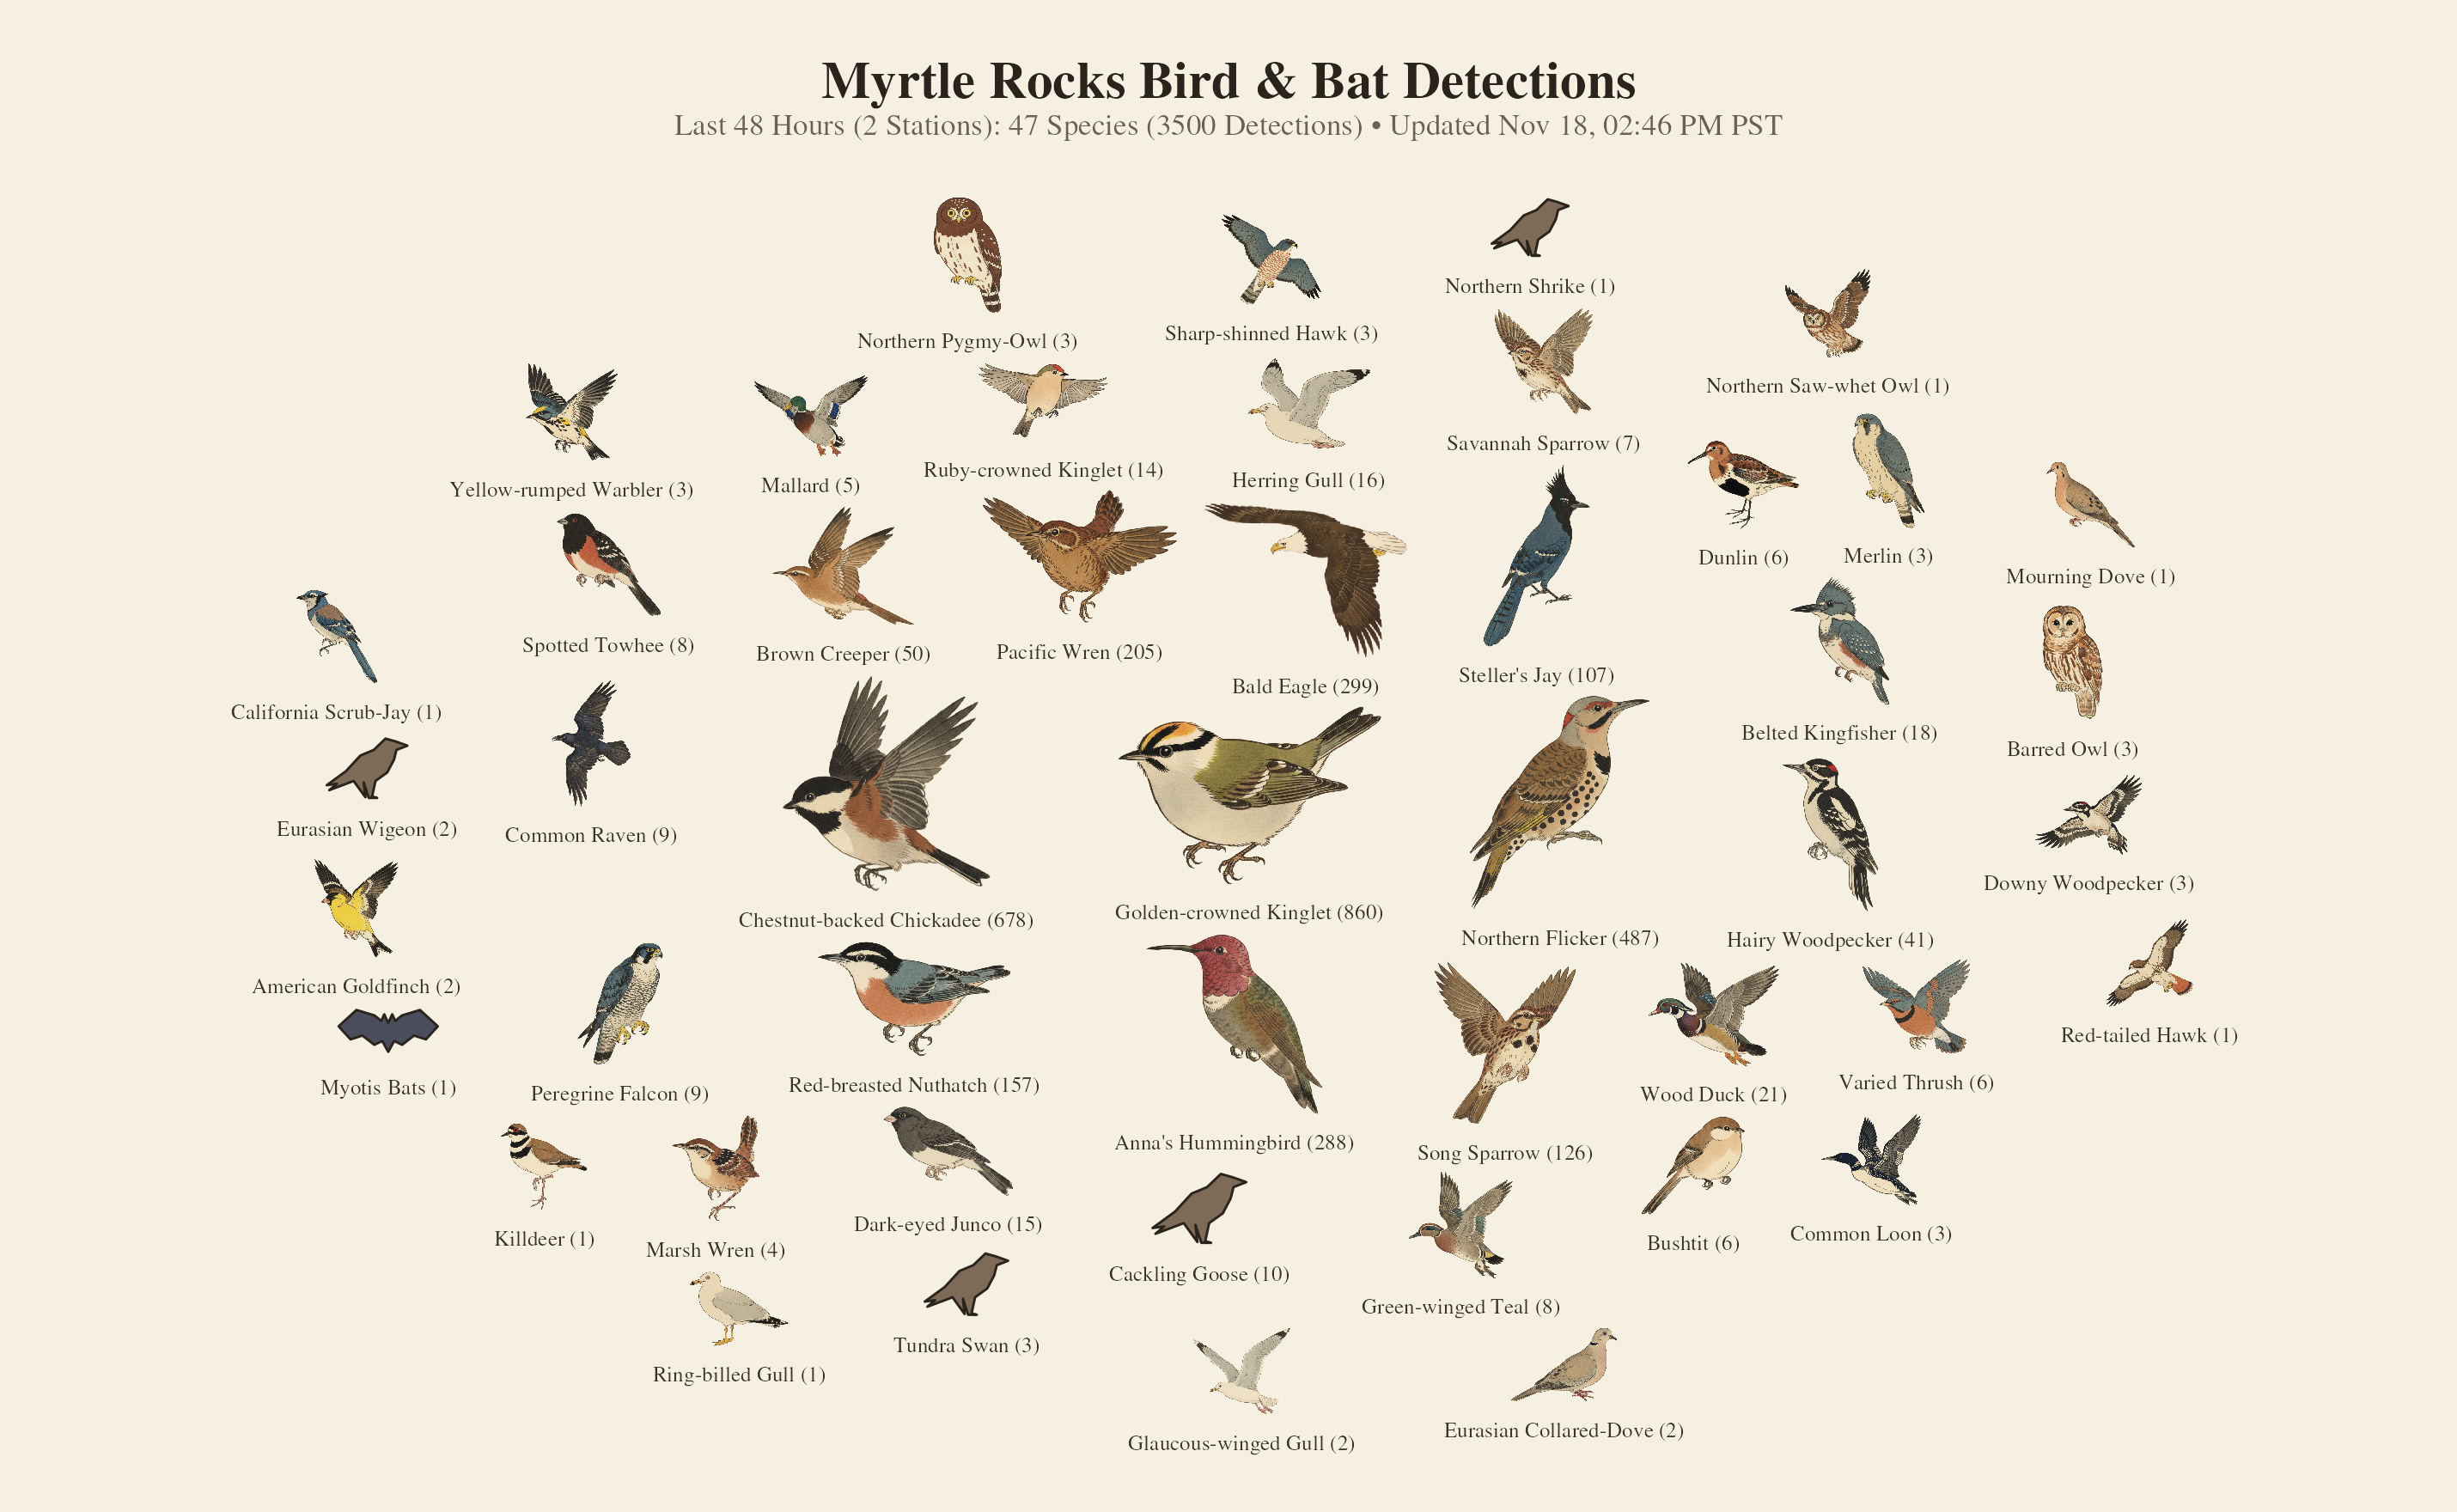 Myrtle Rocks Bird & Bat Detections
Last 48 Hours (2 Stations): 47 Species (3500 Detections) • Updated Nov 18, 02:46 PM PST
Northern Shrike (1)
Northern Pygmy-Owl (3)
Sharp-shinned Hawk (3)
Northern Saw-whet Owl (1)
Yellow-rumped Warbler (3)
Mallard (5)
Ruby-crowned Kinglet (14)
Herring Gull (16)
Savannah Sparrow (7)
Dunlin (6)
Merlin (3)
Mourning Dove (1)
Spotted Towhee (8)
Brown Creeper (50)
Pacific Wren (205)
Bald Eagle (299)
Steller's Jay (107)
California Scrub-Jay (1)
Belted Kingfisher (18)
Barred Owl (3)
Eurasian Wigeon (2)
Common Raven (9)
Downy Woodpecker (3)
Chestnut-backed Chickadee (678)
Golden-crowned Kinglet (860)
Northern Flicker (487)
Hairy Woodpecker (41)
American Goldfinch (2)
Red-tailed Hawk (1)
Myotis Bats (1)
Peregrine Falcon (9)
Red-breasted Nuthatch (157)
Wood Duck (21)
Varied Thrush (6)
Anna's Hummingbird (288)
Song Sparrow (126)
Killdeer (1)
Marsh Wren (4)
Dark-eyed Junco (15)
Bushtit (6)
Common Loon (3)
Cackling Goose (10)
Green-winged Teal (8)
Ring-billed Gull (1)
Tundra Swan (3)
Glaucous-winged Gull (2)
Eurasian Collared-Dove (2)